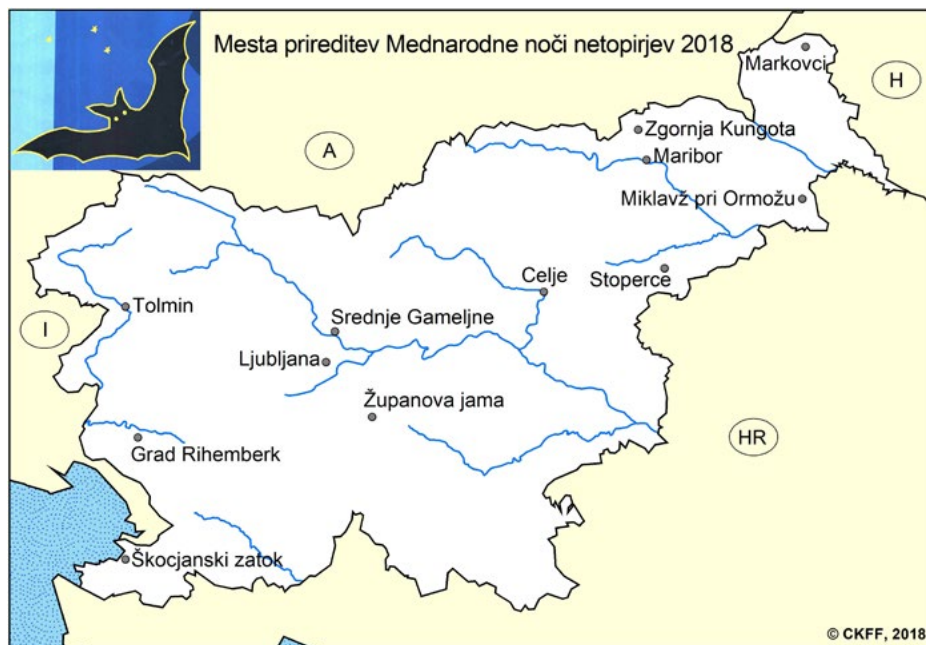 Mesta prireditev Mednarodne noči netopirjev 2018
Markovci
H
Zgornja Kungota
A
Maribor
Miklavž pri Ormožu
Celje
Stoperce
Tolmin
Srednje Gameljne
I
Ljubljana
Županova jama
HR
Grad Rihemberk
Škocjanski zatok
© CKFF, 2018